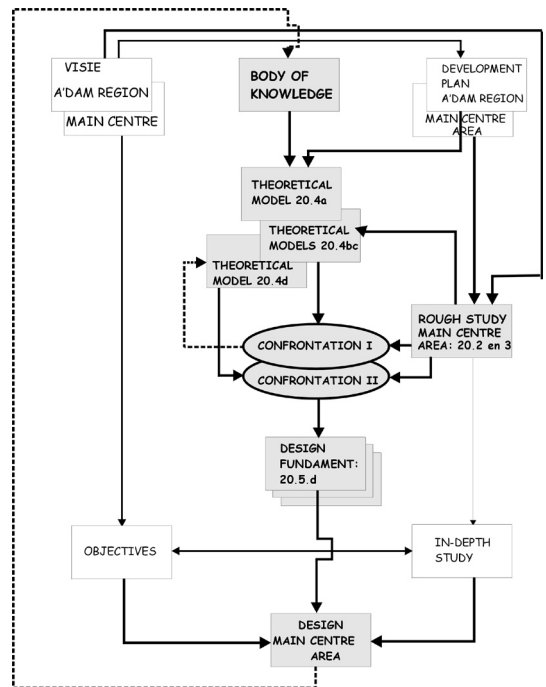 VISIE
A'DAM REGION
MAIN CENTRE
BODY OF
KNOWLEDGE
DEVELOPMENT
PLAN
A'DAM REGION
MAIN CENTRE
AREA
THEORETICAL
MODEL 20.4a
THEORETICAL
MODELS 20.4bc
THEORETICAL
MODEL 20.4d
ROUGH STUDY
MAIN CENTRE
AREA: 20.2 en 3
CONFRONTATION I
CONFRONTATION II
DESIGN
FUNDAMENT:
20.5.d
OBJECTIVES
IN-DEPTH
STUDY
DESIGN
MAIN CENTRE
AREA